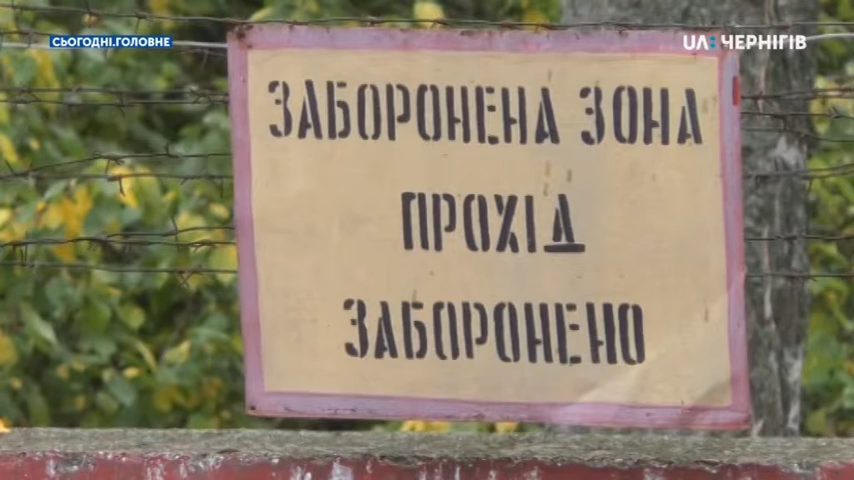 СЬОГОДНІ.ГОЛОВНЕ
UA: ЧЕРНІГІВ
ЗАБОРОНЕНА ЗОНА
ПРОХІД
ЗАБОРОНЕНО